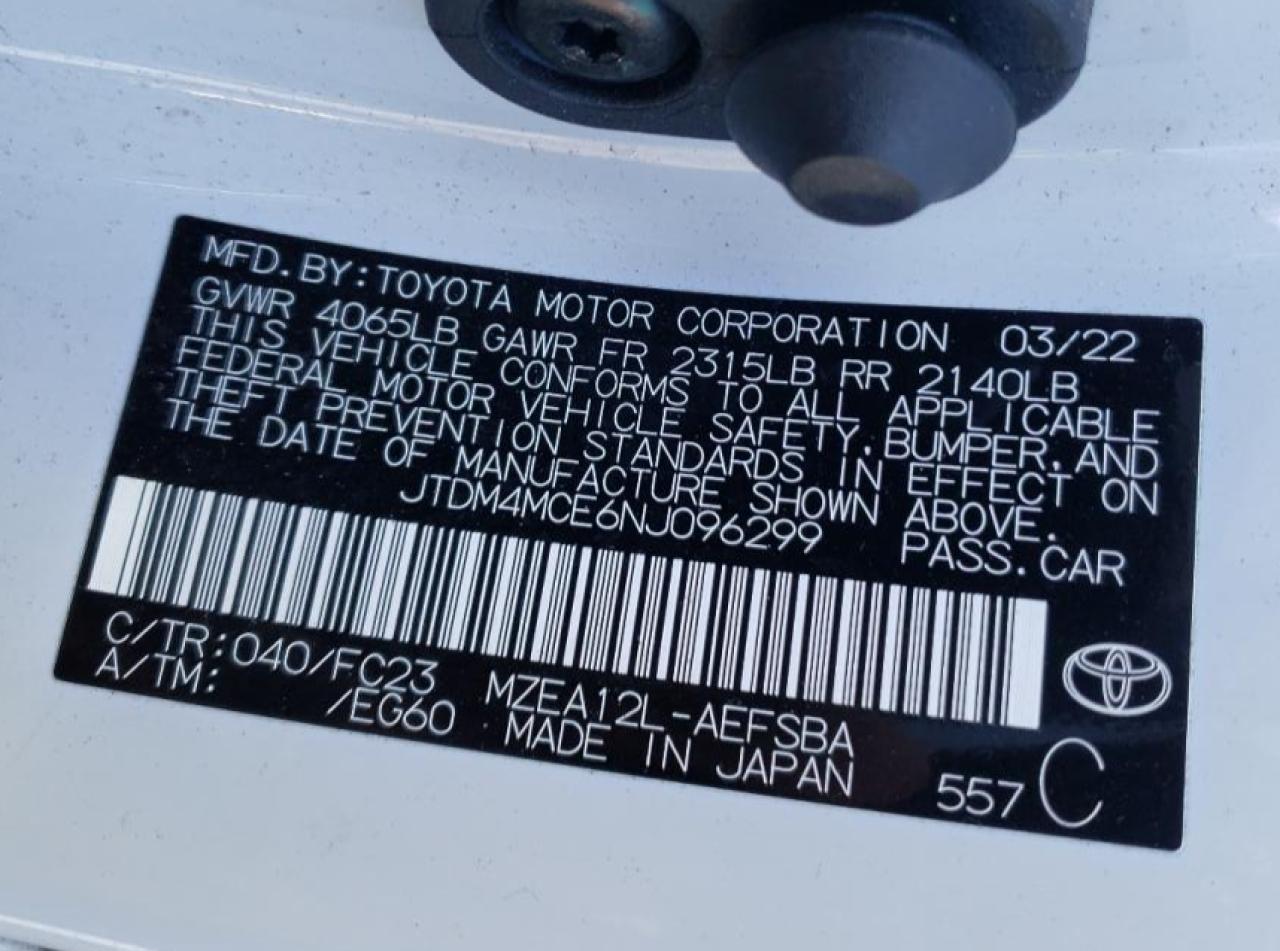 MFD.BY:TOYOTA MOTOR CORPORATION 03/22
GVWR 4065LB GAWR FR 2315LB RR 2140LB
THIS VEHICLE CONFORMS TO ALL APPLICABLE
FEDERAL MOTOR VEHICLE SAFETY,BUMPER,AND
THEFT PREVENTION STANDARDS IN EFFECT ON
THE DATE OF MANUFACTURE SHOWN ABOVE.
JTDM4MCE6NJ096299 PASS.CAR
C/TR:040/FC23 MZEA12L-AEFSBA
A/TM: /EG60 MADE IN JAPAN 557 C